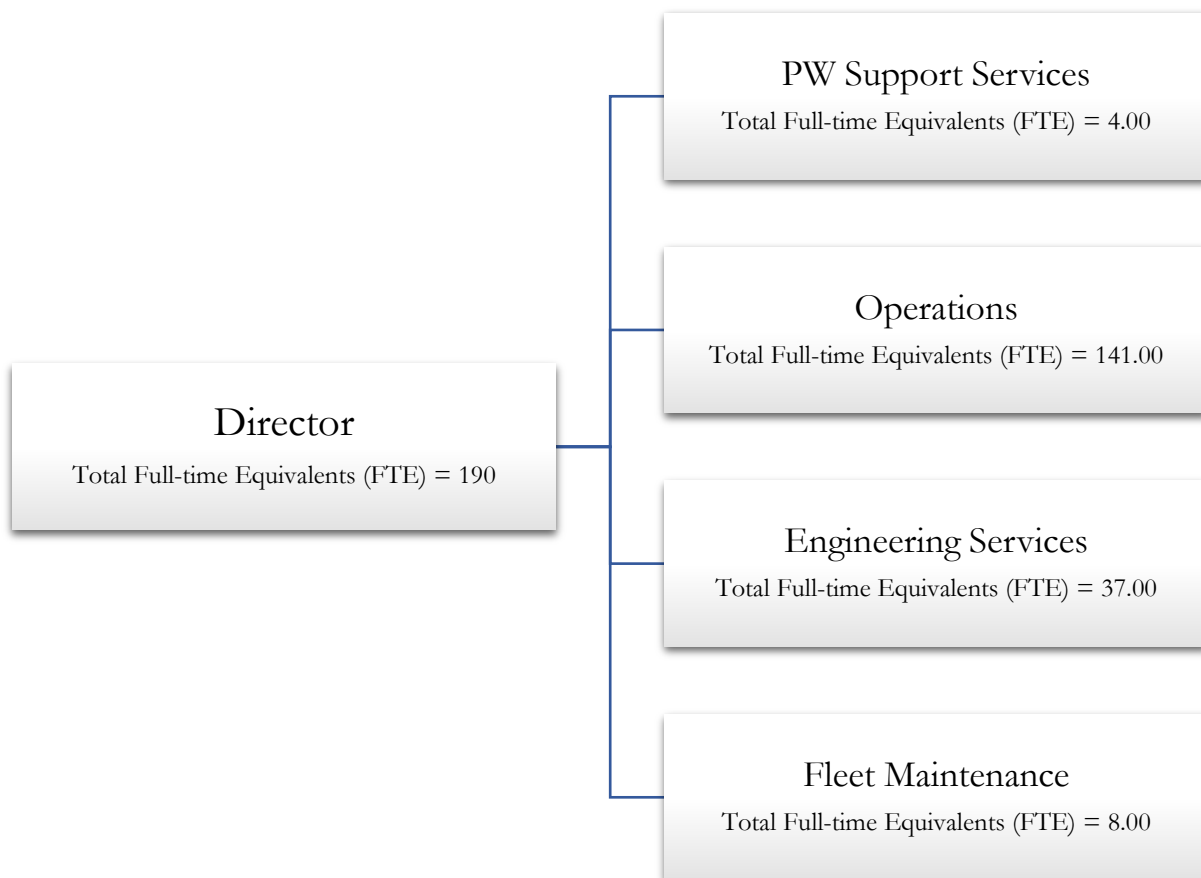 PW Support Services
Total Full-time Equivalents (FTE) = 4.00
Operations
Total Full-time Equivalents (FTE) = 141.00
Director
Total Full-time Equivalents (FTE) = 190
Engineering Services
Total Full-time Equivalents (FTE) = 37.00
Fleet Maintenance
Total Full-time Equivalents (FTE) = 8.00